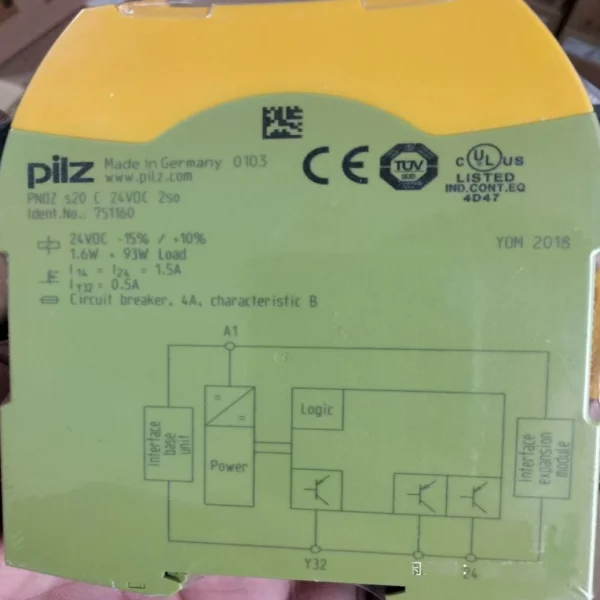 pilz Made in Germany 0103
www.pilz.com
PNOZ s20 C 24VDC 2so
Ident.No.: 751160
CE
TÜV
SÜD
C UL US
LISTED
IND.CONT.EQ
4D47
24VDC -15% / +10%
1.6W + 93W Load
I14 = I24 = 1.5A
IY32 = 0.5A
Circuit breaker, 4A, characteristic B
YOM 2018
A1
Interface
base
unit
=
=
Power
Logic
Interface
expansion
module
Y32
24